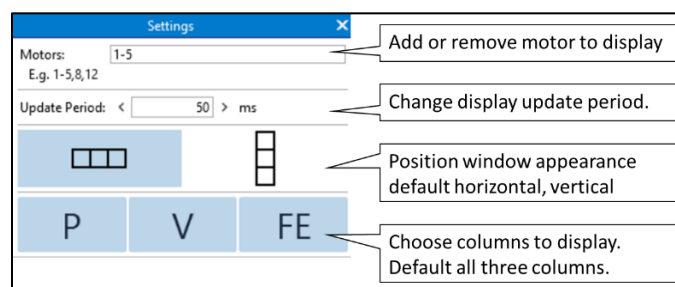 Settings ×
Motors: 1-5
E.g. 1-5,8,12
Update Period: < 50 > ms
P V FE
Add or remove motor to display
Change display update period.
Position window appearance
default horizontal, vertical
Choose columns to display.
Default all three columns.